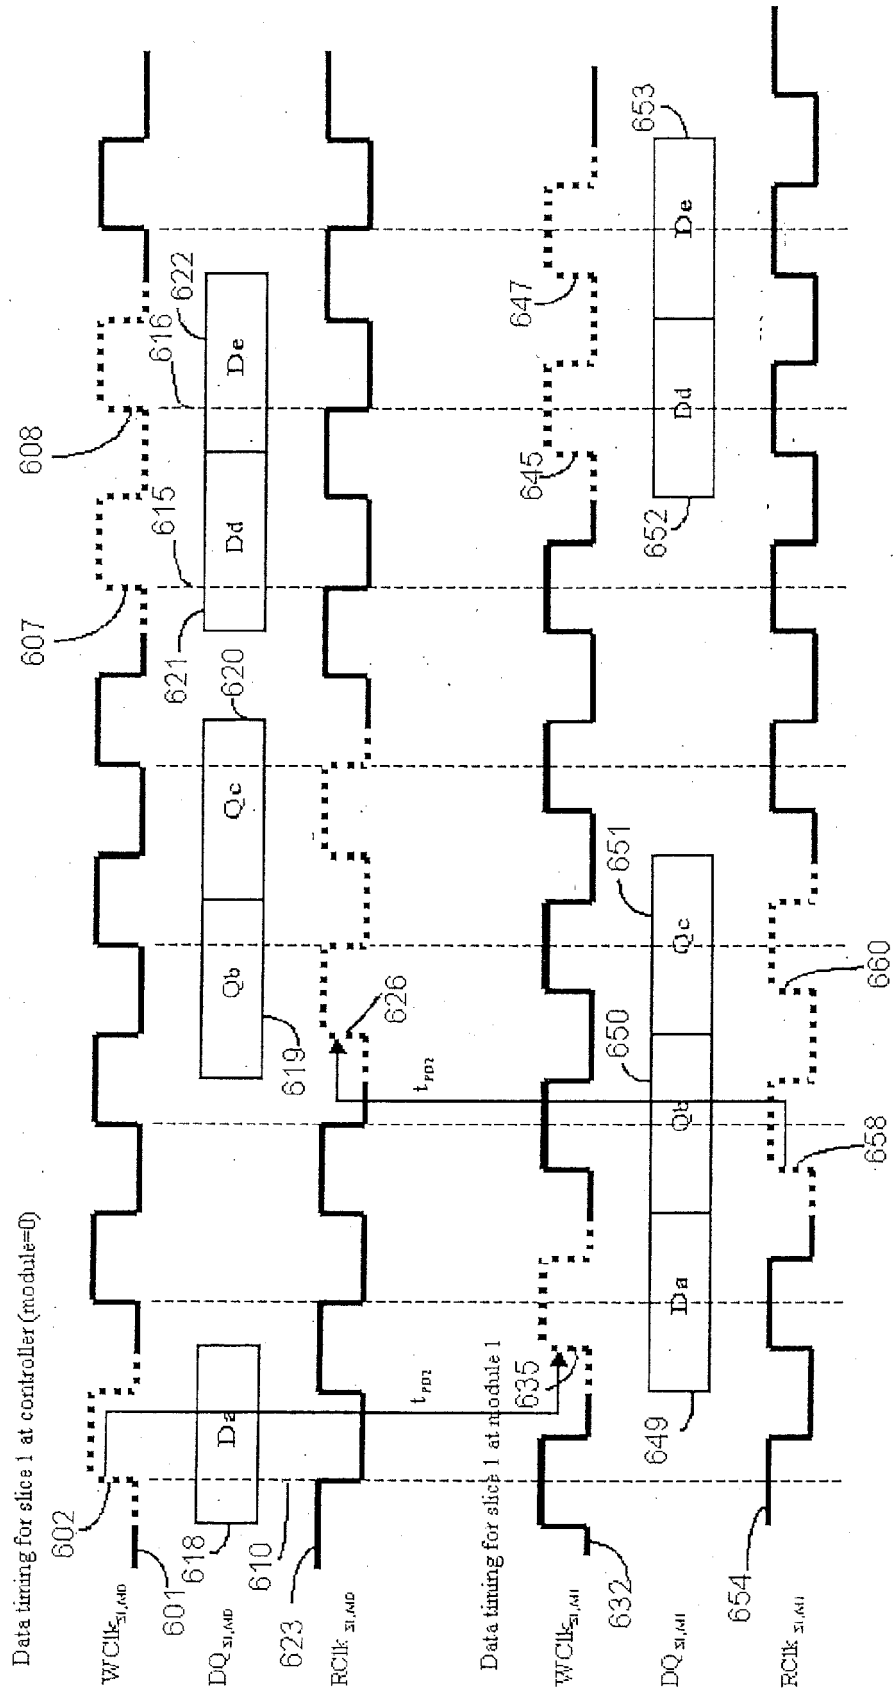 Data timing for slice 1 at controller (module=0)
WClk S1,M0
601
602
607
608
DQ S1,M0
618
Da
610
619
Qb
Qc
620
621
Dd
615
De
616
622
RClk S1,M0
623
626
tPD2
tPD2
Data timing for slice 1 at module 1
WClk S1,M1
632
635
645
647
DQ S1,M1
649
Da
Qb
650
Qc
651
652
Dd
De
653
RClk S1,M1
654
658
660